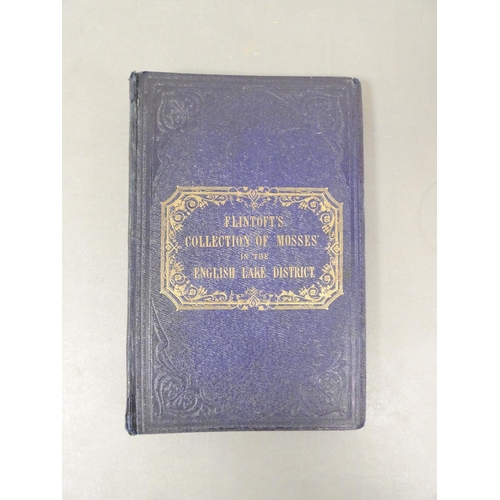 FLINTOFT'S
COLLECTION OF MOSSES
IN THE
ENGLISH LAKE DISTRICT.